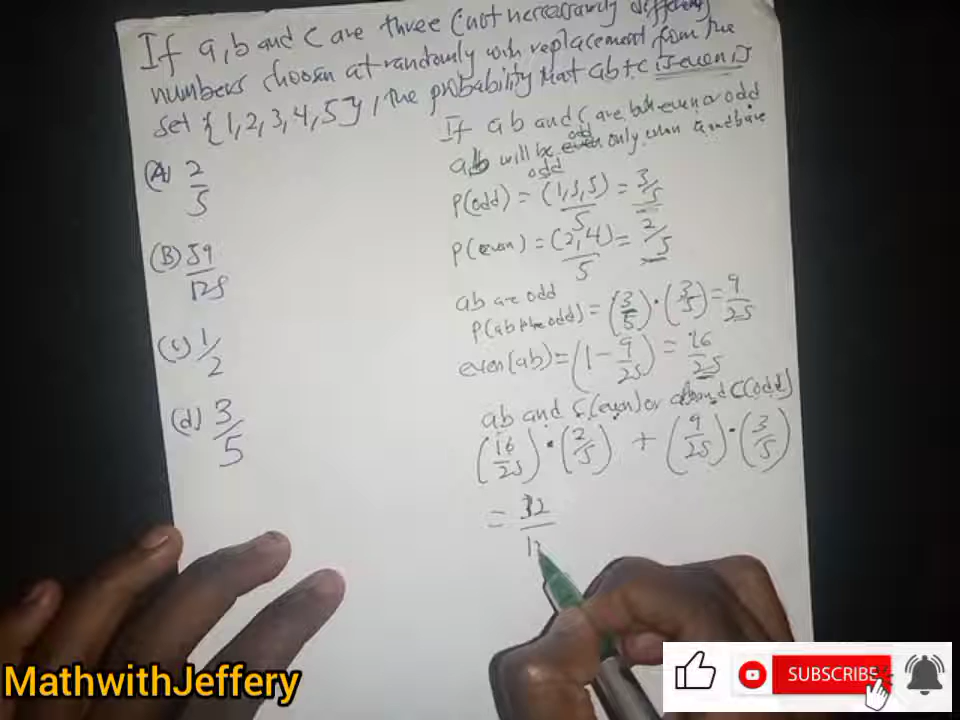 If a, b and c are three (not necessarily different)
numbers choosen at randomly with replacement from the
set {1, 2, 3, 4, 5}, the probability that ab + c is even is
(A) 2/5
(B) 59/125
(C) 1/2
(d) 3/5
If ab and c, are both even or odd
ab will be even odd only when a and b are
odd
P(odd) = (1,3,5)/5 = 3/5
P(even) = (2,4)/5 = 2/5
ab are odd
P(ab odd) = (3/5) · (3/5) = 9/25
even(ab) = (1 - 9/25) = 16/25
ab and c(even) or ab and c(odd)
(16/25) · (2/5) + (9/25) · (3/5)
= 32/12
MathwithJeffery
SUBSCRIBE